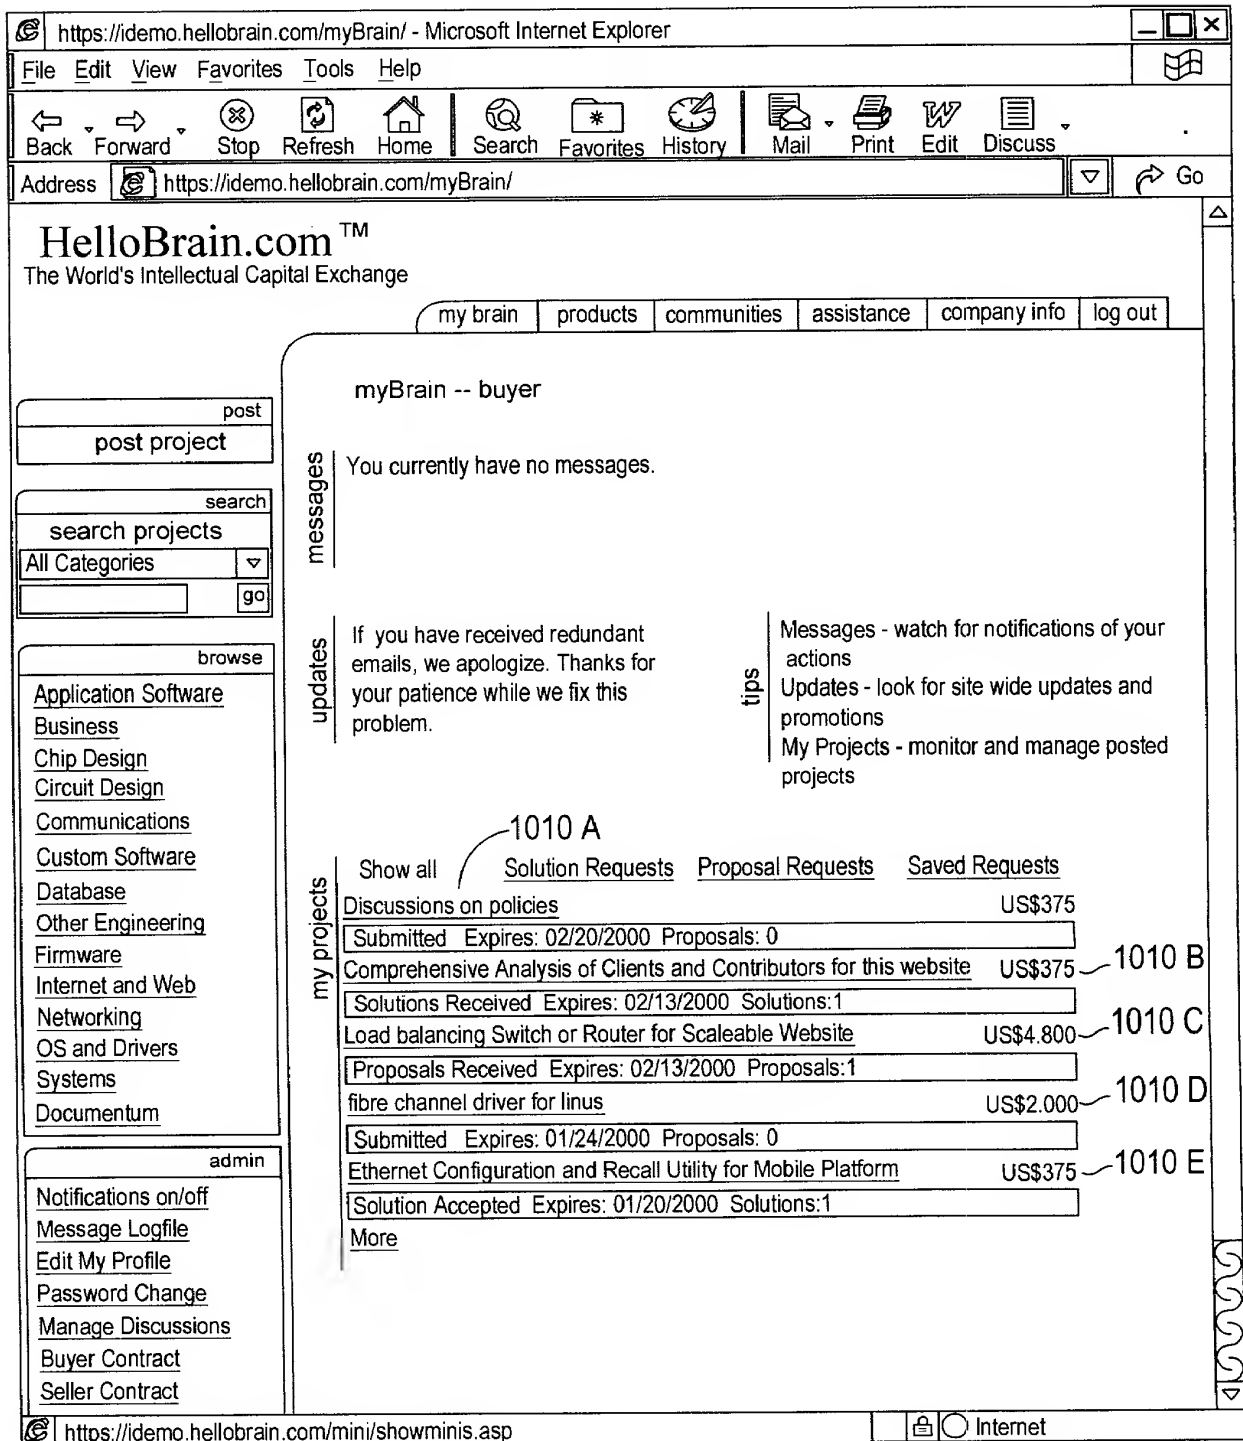 https://idemo.hellobrain.com/myBrain/ - Microsoft Internet Explorer
File Edit View Favorites Tools Help
Back Forward Stop Refresh Home Search Favorites History Mail Print Edit Discuss
Address https://idemo.hellobrain.com/myBrain/ Go
HelloBrain.com™
The World's Intellectual Capital Exchange
my brain products communities assistance company info log out
post
post project
search
search projects
All Categories
go
browse
Application Software
Business
Chip Design
Circuit Design
Communications
Custom Software
Database
Other Engineering
Firmware
Internet and Web
Networking
OS and Drivers
Systems
Documentum
admin
Notifications on/off
Message Logfile
Edit My Profile
Password Change
Manage Discussions
Buyer Contract
Seller Contract
myBrain -- buyer
messages
You currently have no messages.
updates
If you have received redundant
emails, we apologize. Thanks for
your patience while we fix this
problem.
tips
Messages - watch for notifications of your
actions
Updates - look for site wide updates and
promotions
My Projects - monitor and manage posted
projects
1010 A
my projects
Show all Solution Requests Proposal Requests Saved Requests
Discussions on policies US$375
Submitted Expires: 02/20/2000 Proposals: 0
Comprehensive Analysis of Clients and Contributors for this website US$375 1010 B
Solutions Received Expires: 02/13/2000 Solutions:1
Load balancing Switch or Router for Scaleable Website US$4.800 1010 C
Proposals Received Expires: 02/13/2000 Proposals:1
fibre channel driver for linus US$2.000 1010 D
Submitted Expires: 01/24/2000 Proposals: 0
Ethernet Configuration and Recall Utility for Mobile Platform US$375 1010 E
Solution Accepted Expires: 01/20/2000 Solutions:1
More
https://idemo.hellobrain.com/mini/showminis.asp Internet